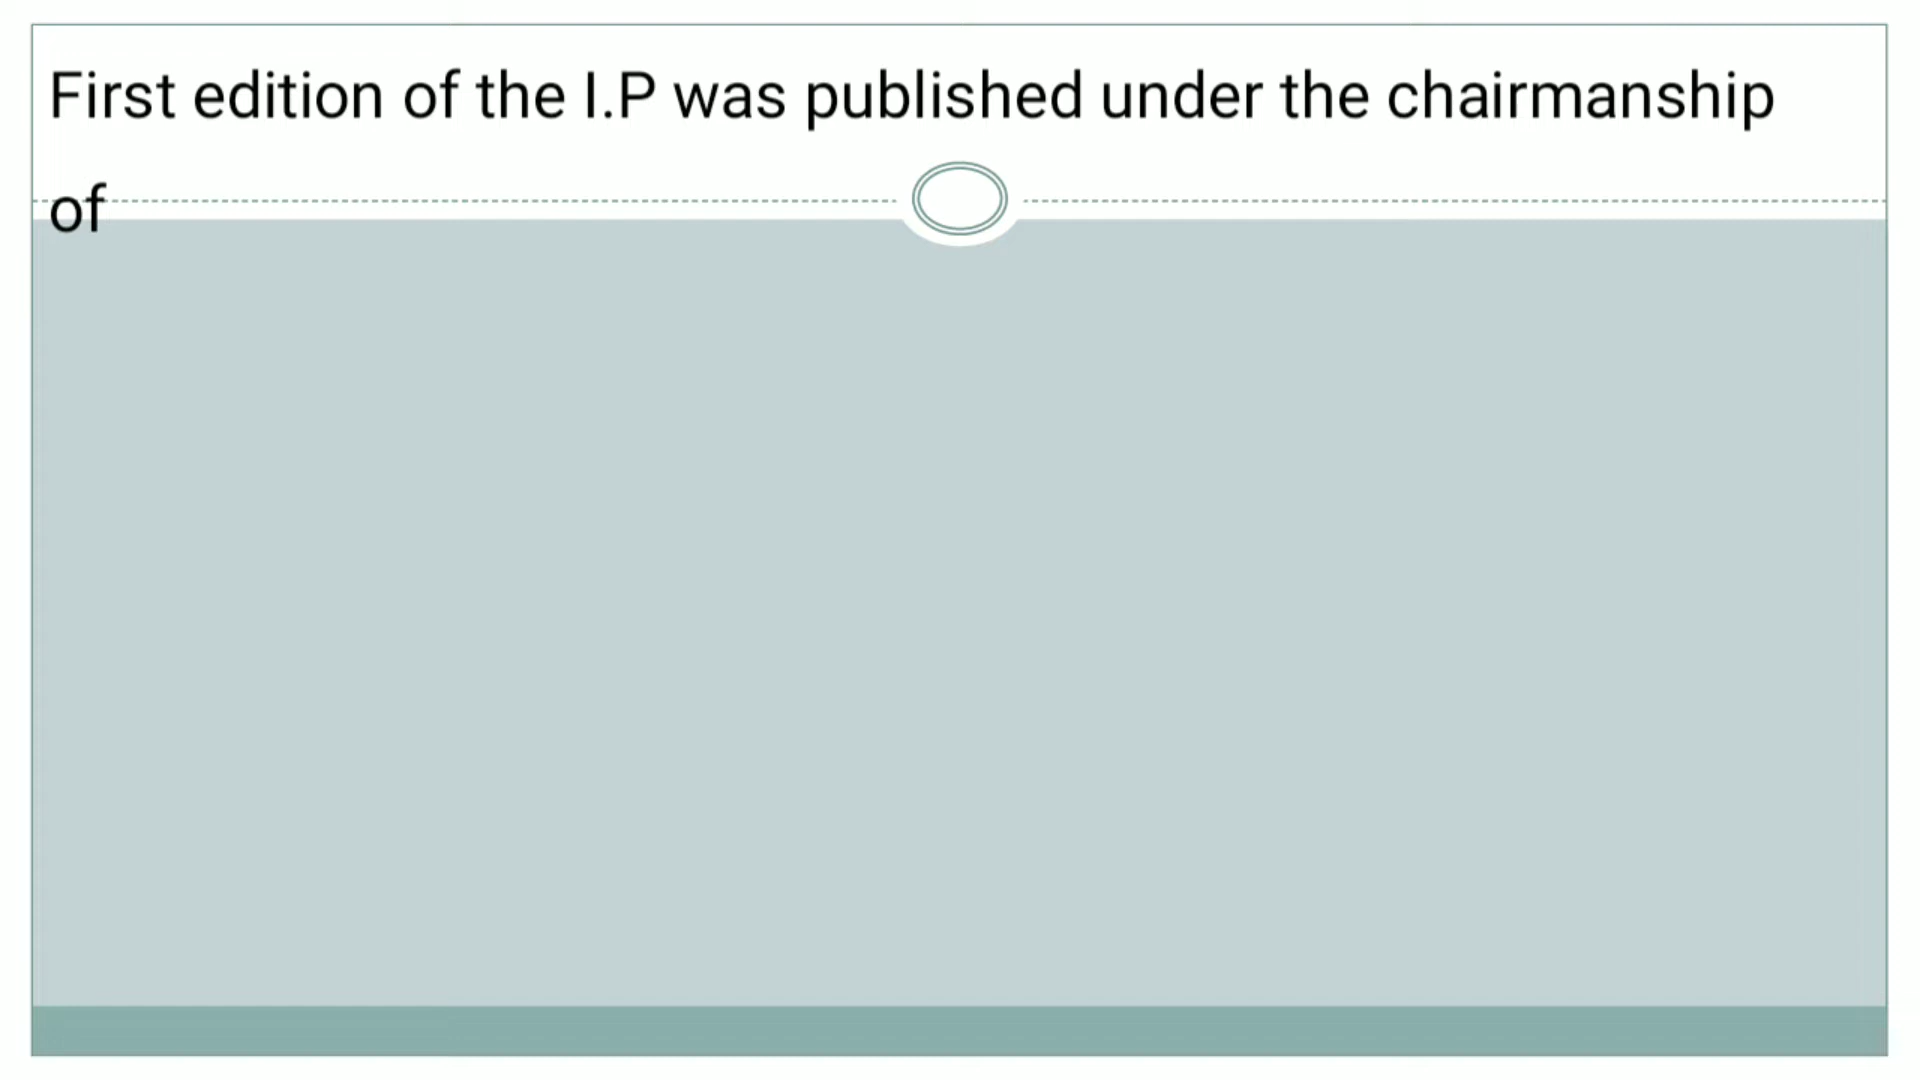 First edition of the I.P was published under the chairmanship
of